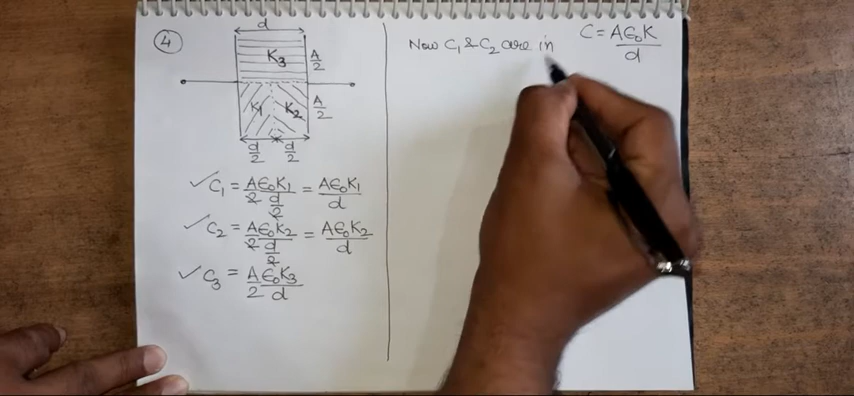 4
d
K3 A/2
K1 K2 A/2
d/2 d/2
✓C1 = Aϵ0K1/(2 d/2) = Aϵ0K1/d
✓C2 = Aϵ0K2/(2 d/2) = Aϵ0K2/d
✓C3 = Aϵ0K3/(2 d)
Now C1 & C2 are in
C = Aϵ0K/d